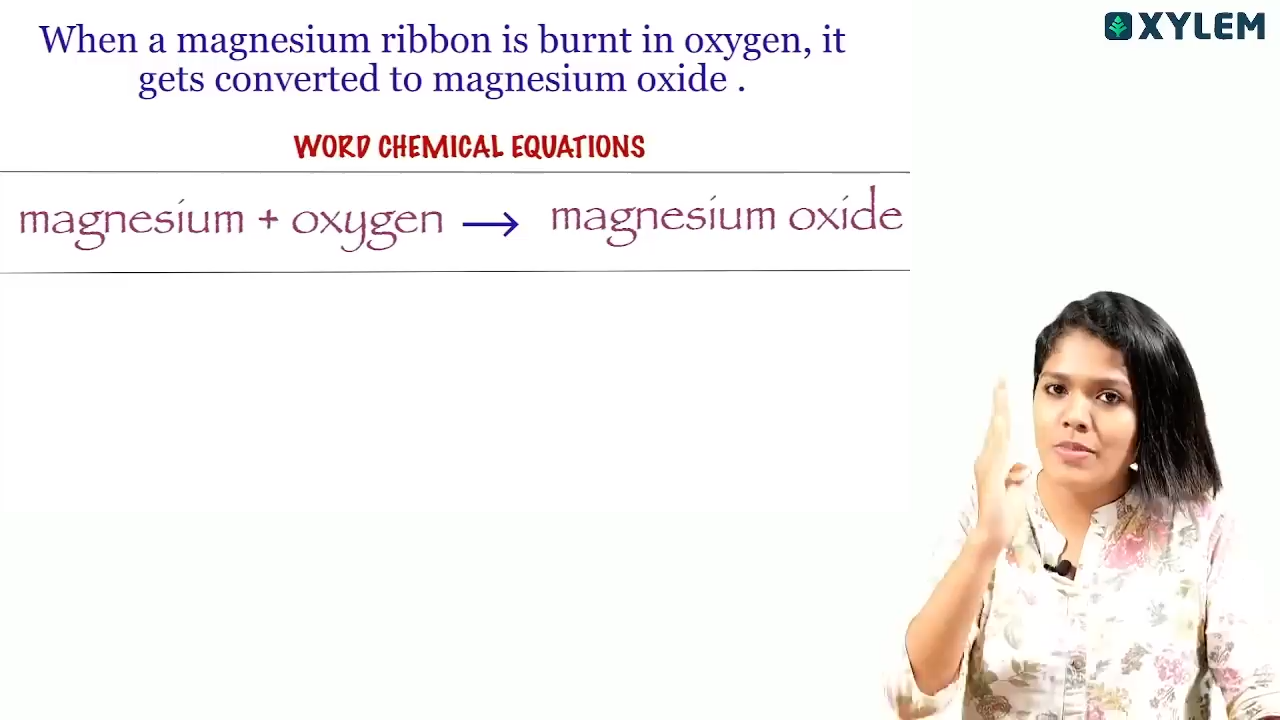 XYLEM
When a magnesium ribbon is burnt in oxygen, it
gets converted to magnesium oxide .
WORD CHEMICAL EQUATIONS
magnesium + oxygen → magnesium oxide